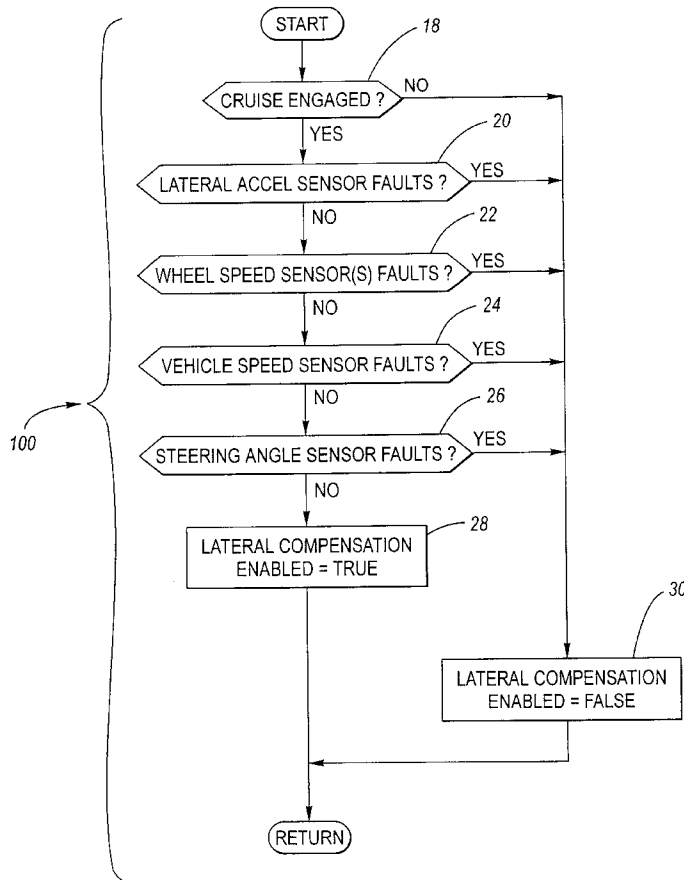 START
18
CRUISE ENGAGED ?
NO
YES
20
LATERAL ACCEL SENSOR FAULTS ?
YES
NO
22
WHEEL SPEED SENSOR(S) FAULTS ?
YES
NO
24
VEHICLE SPEED SENSOR FAULTS ?
YES
NO
26
100
STEERING ANGLE SENSOR FAULTS ?
YES
NO
28
LATERAL COMPENSATION
ENABLED = TRUE
30
LATERAL COMPENSATION
ENABLED = FALSE
RETURN